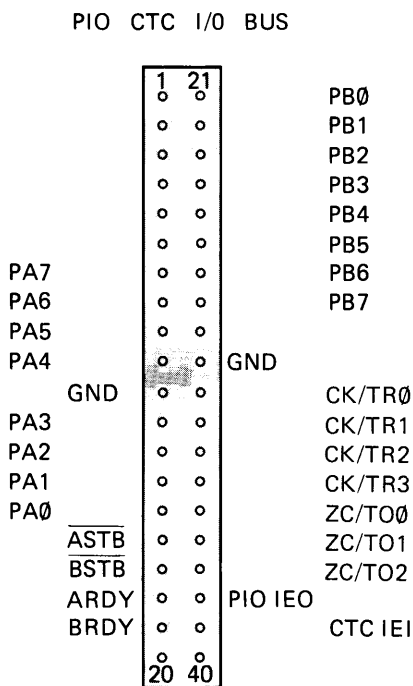 PIO CTC I/0 BUS
1 21
PBØ
PB1
PB2
PB3
PB4
PB5
PA7 PB6
PA6 PB7
PA5
PA4 GND
GND CK/TRØ
PA3 CK/TR1
PA2 CK/TR2
PA1 CK/TR3
PAØ ZC/TOØ
ASTB ZC/TO1
BSTB ZC/TO2
ARDY PIO IEO
BRDY CTC IEI
20 40